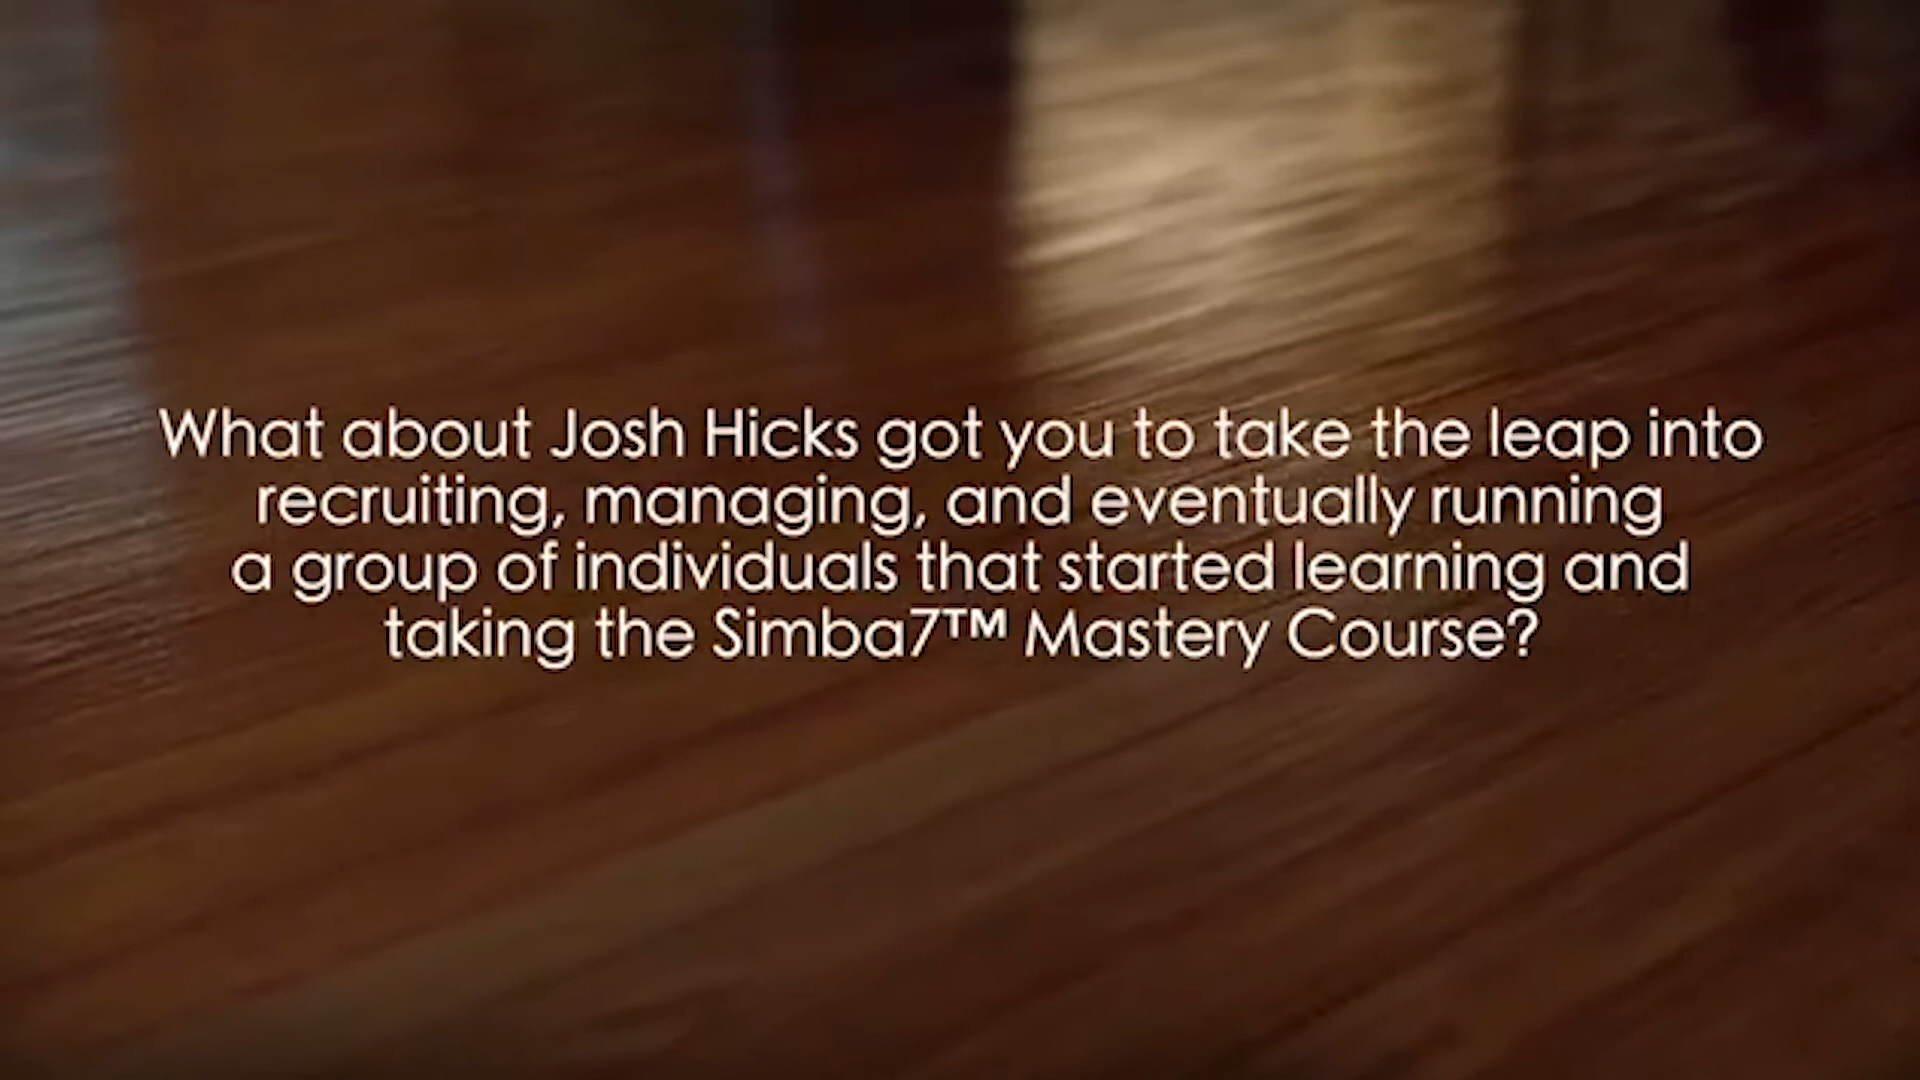 What about Josh Hicks got you to take the leap into
recruiting, managing, and eventually running
a group of individuals that started learning and
taking the Simba7™ Mastery Course?